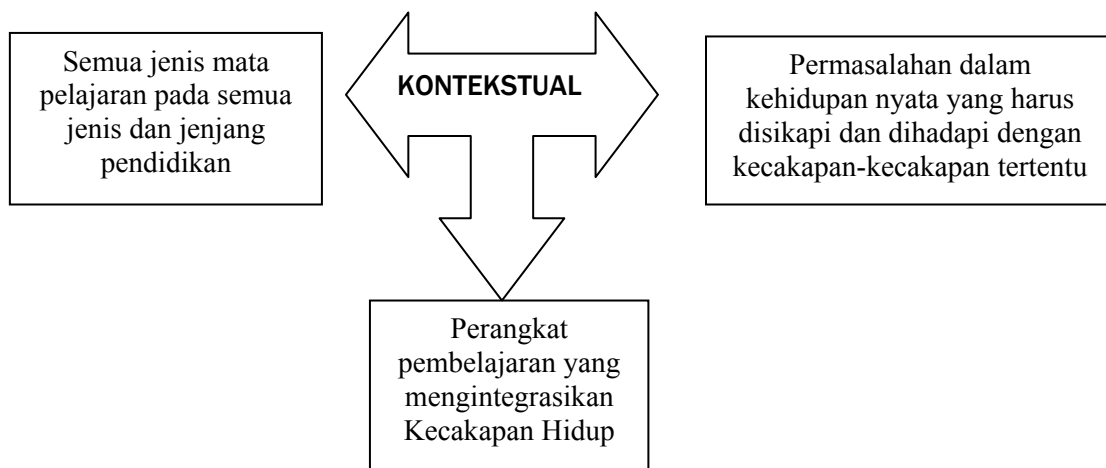 Semua jenis mata
pelajaran pada semua
jenis dan jenjang
pendidikan
KONTEKSTUAL
Permasalahan dalam
kehidupan nyata yang harus
disikapi dan dihadapi dengan
kecakapan-kecakapan tertentu
Perangkat
pembelajaran yang
mengintegrasikan
Kecakapan Hidup